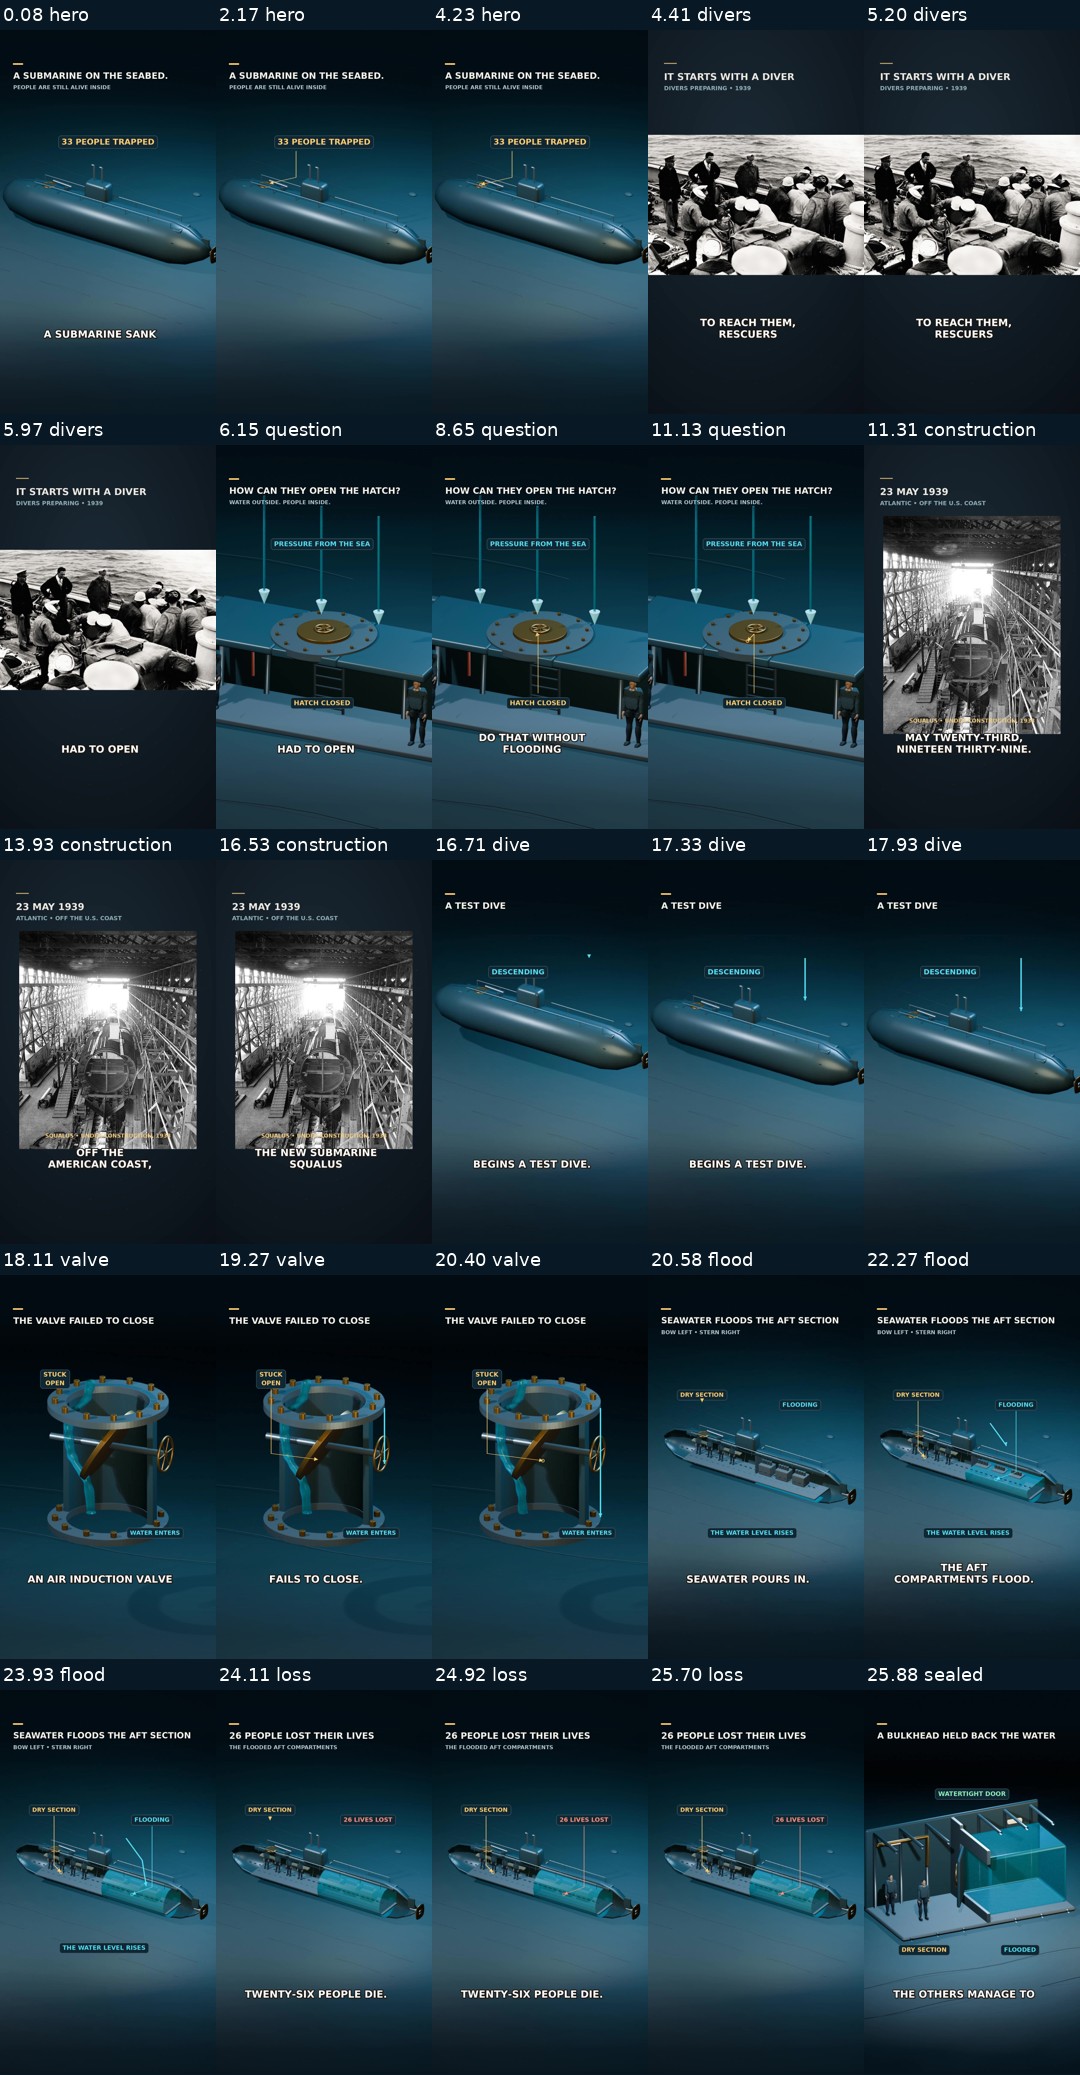 0.08 hero
A SUBMARINE ON THE SEABED.
PEOPLE ARE STILL ALIVE INSIDE
33 PEOPLE TRAPPED
A SUBMARINE SANK
2.17 hero
A SUBMARINE ON THE SEABED.
PEOPLE ARE STILL ALIVE INSIDE
33 PEOPLE TRAPPED
4.23 hero
A SUBMARINE ON THE SEABED.
PEOPLE ARE STILL ALIVE INSIDE
33 PEOPLE TRAPPED
4.41 divers
IT STARTS WITH A DIVER
DIVERS PREPARING • 1939
TO REACH THEM,
RESCUERS
5.20 divers
IT STARTS WITH A DIVER
DIVERS PREPARING • 1939
TO REACH THEM,
RESCUERS
5.97 divers
IT STARTS WITH A DIVER
DIVERS PREPARING • 1939
HAD TO OPEN
6.15 question
HOW CAN THEY OPEN THE HATCH?
WATER OUTSIDE. PEOPLE INSIDE.
PRESSURE FROM THE SEA
HATCH CLOSED
HAD TO OPEN
8.65 question
HOW CAN THEY OPEN THE HATCH?
WATER OUTSIDE. PEOPLE INSIDE.
PRESSURE FROM THE SEA
HATCH CLOSED
DO THAT WITHOUT
FLOODING
11.13 question
HOW CAN THEY OPEN THE HATCH?
WATER OUTSIDE. PEOPLE INSIDE.
PRESSURE FROM THE SEA
HATCH CLOSED
11.31 construction
23 MAY 1939
ATLANTIC • OFF THE U.S. COAST
SQUALUS • UNDER CONSTRUCTION, 193
MAY TWENTY-THIRD,
NINETEEN THIRTY-NINE.
13.93 construction
23 MAY 1939
ATLANTIC • OFF THE U.S. COAST
SQUALUS • UNDER CONSTRUCTION, 193
OFF THE
AMERICAN COAST,
16.53 construction
23 MAY 1939
ATLANTIC • OFF THE U.S. COAST
SQUALUS • UNDER CONSTRUCTION, 193
THE NEW SUBMARINE
SQUALUS
16.71 dive
A TEST DIVE
DESCENDING
BEGINS A TEST DIVE.
17.33 dive
A TEST DIVE
DESCENDING
BEGINS A TEST DIVE.
17.93 dive
A TEST DIVE
DESCENDING
18.11 valve
THE VALVE FAILED TO CLOSE
STUCK
OPEN
WATER ENTERS
AN AIR INDUCTION VALVE
19.27 valve
THE VALVE FAILED TO CLOSE
STUCK
OPEN
WATER ENTERS
FAILS TO CLOSE.
20.40 valve
THE VALVE FAILED TO CLOSE
STUCK
OPEN
WATER ENTERS
20.58 flood
SEAWATER FLOODS THE AFT SECTION
BOW LEFT • STERN RIGHT
DRY SECTION
FLOODING
THE WATER LEVEL RISES
SEAWATER POURS IN.
22.27 flood
SEAWATER FLOODS THE AFT SECTION
BOW LEFT • STERN RIGHT
DRY SECTION
FLOODING
THE WATER LEVEL RISES
THE AFT
COMPARTMENTS FLOOD.
23.93 flood
SEAWATER FLOODS THE AFT SECTION
BOW LEFT • STERN RIGHT
DRY SECTION
FLOODING
THE WATER LEVEL RISES
24.11 loss
26 PEOPLE LOST THEIR LIVES
THE FLOODED AFT COMPARTMENTS
DRY SECTION
26 LIVES LOST
TWENTY-SIX PEOPLE DIE.
24.92 loss
26 PEOPLE LOST THEIR LIVES
THE FLOODED AFT COMPARTMENTS
DRY SECTION
26 LIVES LOST
TWENTY-SIX PEOPLE DIE.
25.70 loss
26 PEOPLE LOST THEIR LIVES
THE FLOODED AFT COMPARTMENTS
DRY SECTION
26 LIVES LOST
25.88 sealed
A BULKHEAD HELD BACK THE WATER
WATERTIGHT DOOR
DRY SECTION
FLOODED
THE OTHERS MANAGE TO